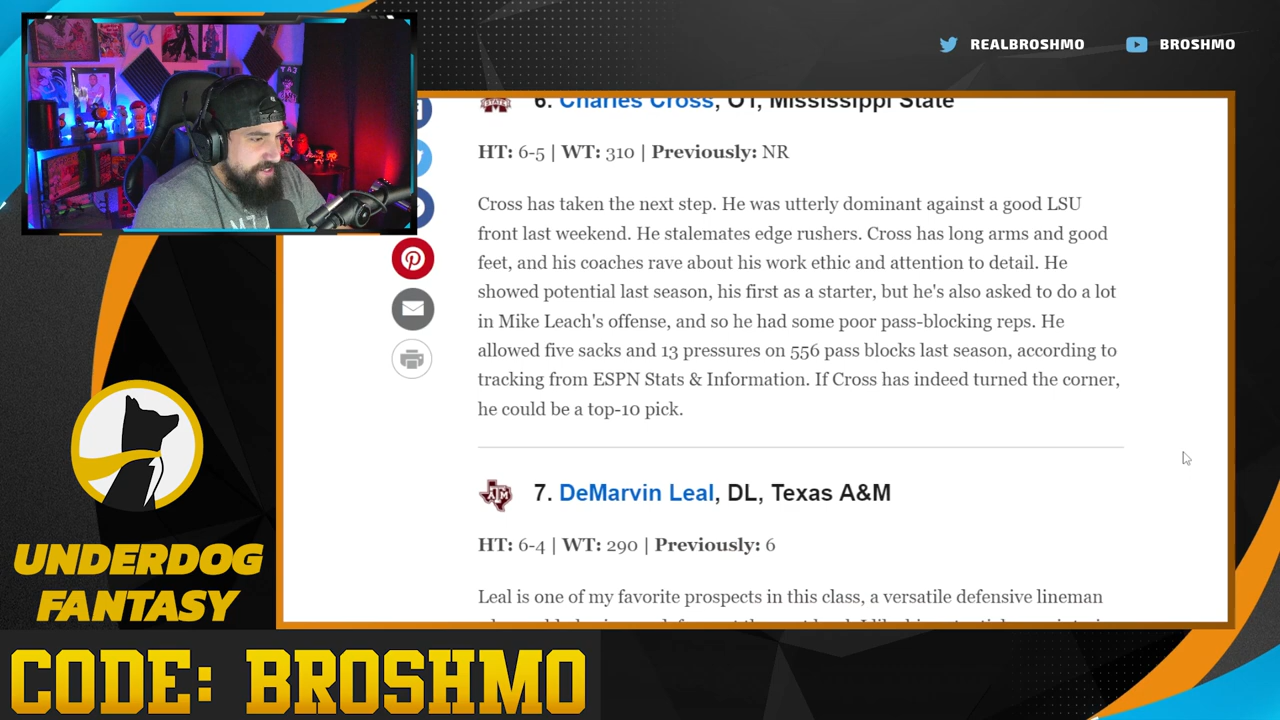 REALBROSHMO
BROSHMO
6. Charles Cross, OT, Mississippi State
HT: 6-5 | WT: 310 | Previously: NR
Cross has taken the next step. He was utterly dominant against a good LSU
front last weekend. He stalemates edge rushers. Cross has long arms and good
feet, and his coaches rave about his work ethic and attention to detail. He
showed potential last season, his first as a starter, but he's also asked to do a lot
in Mike Leach's offense, and so he had some poor pass-blocking reps. He
allowed five sacks and 13 pressures on 556 pass blocks last season, according to
tracking from ESPN Stats & Information. If Cross has indeed turned the corner,
he could be a top-10 pick.
7. DeMarvin Leal, DL, Texas A&M
HT: 6-4 | WT: 290 | Previously: 6
Leal is one of my favorite prospects in this class, a versatile defensive lineman
UNDERDOG
FANTASY
CODE: BROSHMO